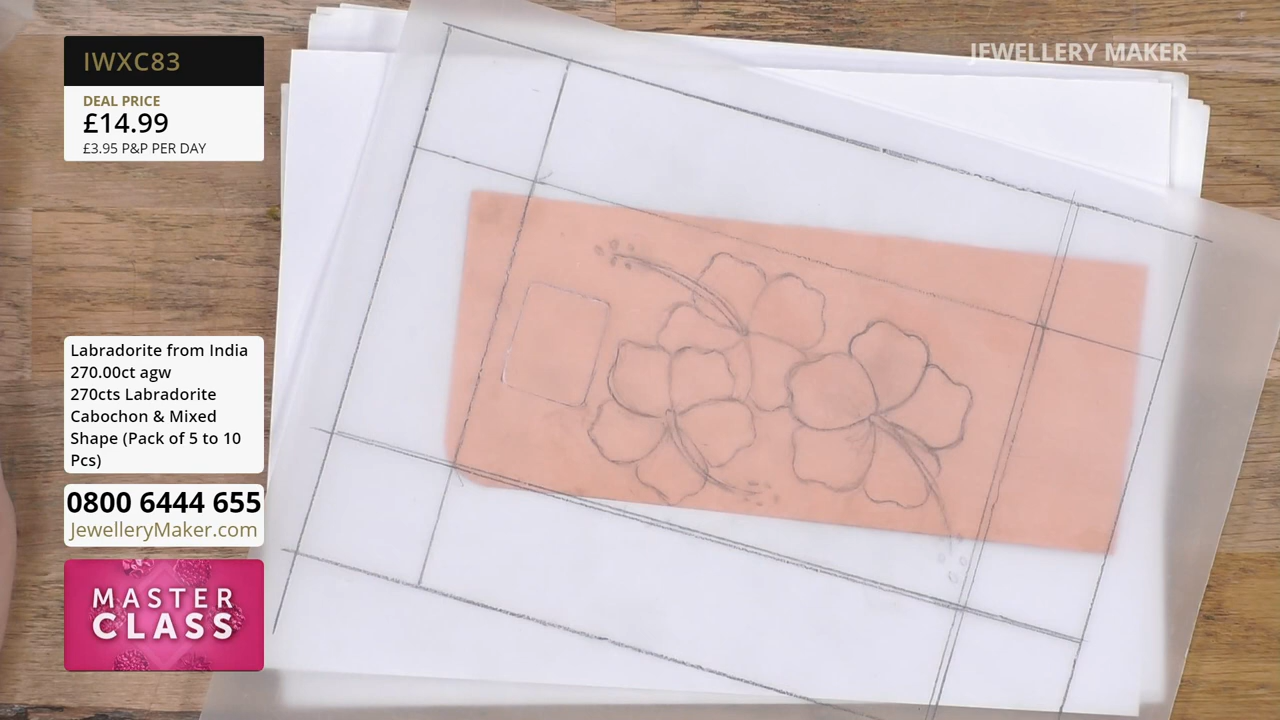 IWXC83
DEAL PRICE
£14.99
£3.95 P&P PER DAY
JEWELLERY MAKER
Labradorite from India
270.00ct agw
270cts Labradorite
Cabochon & Mixed
Shape (Pack of 5 to 10
Pcs)
0800 6444 655
JewelleryMaker.com
MASTER
CLASS